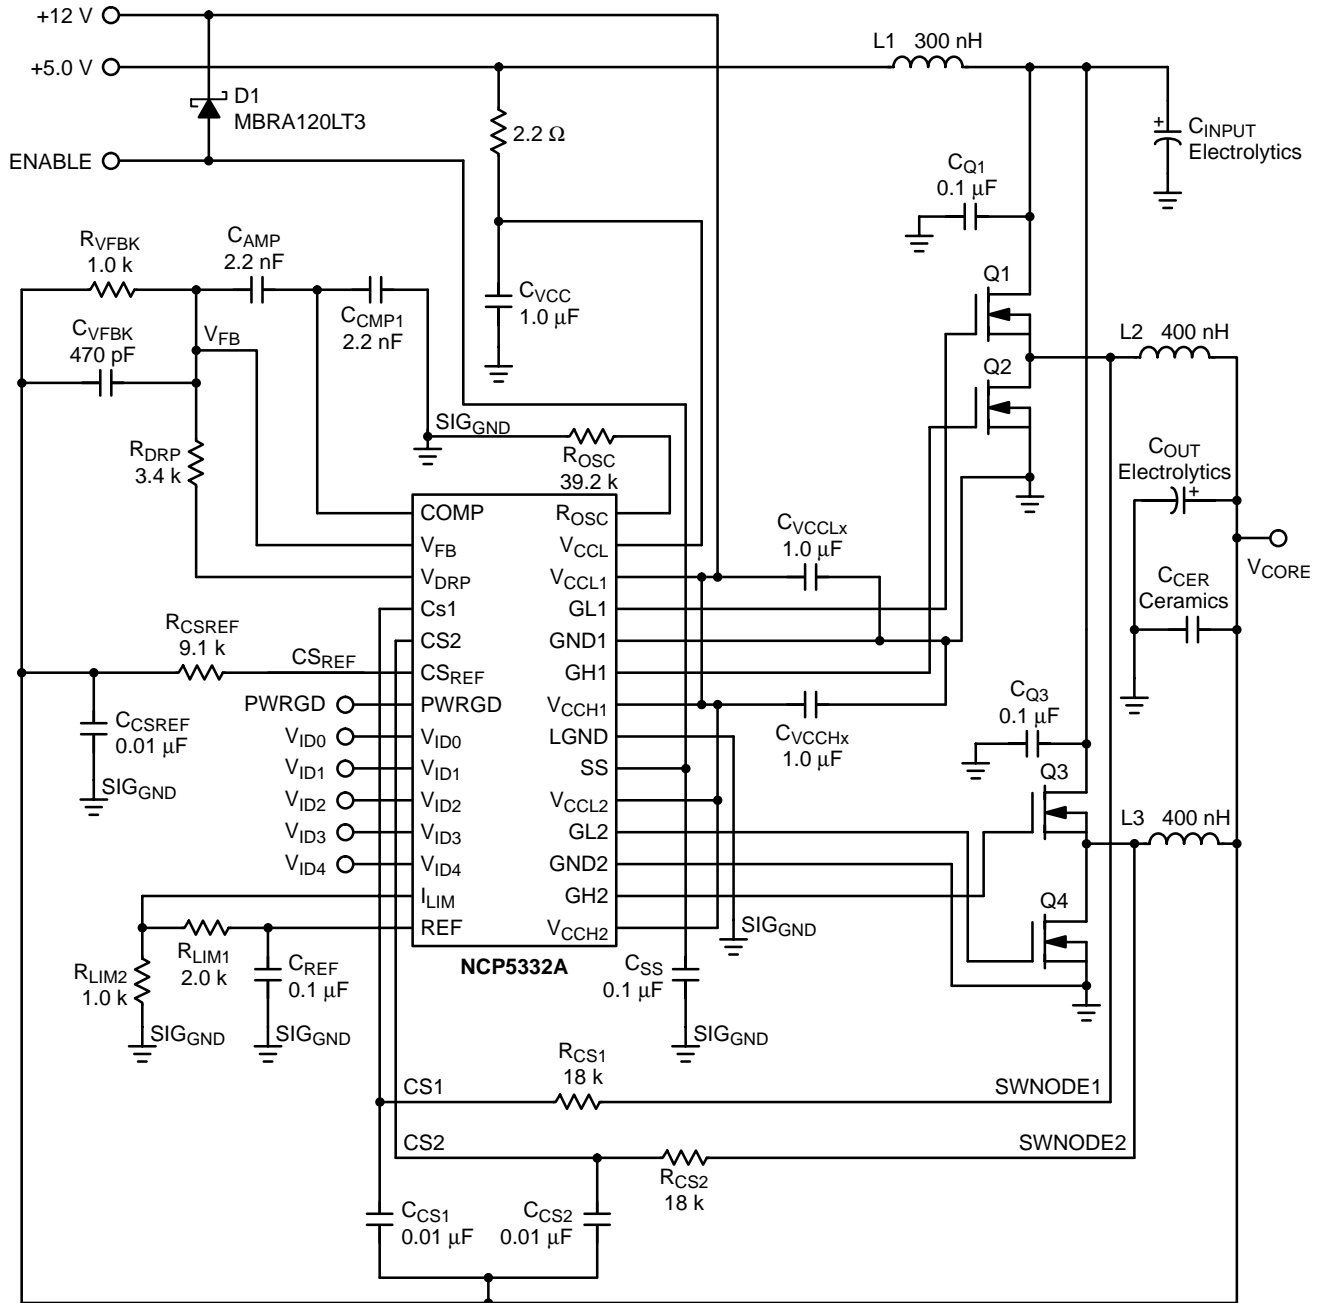 +12 V
+5.0 V
ENABLE
D1
MBRA120LT3
2.2 Ω
L1 300 nH
CINPUT
Electrolytics
CQ1
0.1 µF
RVFBK
1.0 k
CAMP
2.2 nF
CCMP1
2.2 nF
CVCC
1.0 µF
CVFBK
470 pF
VFB
Q1
Q2
L2 400 nH
RDRP
3.4 k
SIGGND
ROSC
39.2 k
COUT
Electrolytics
VCORE
CCER
Ceramics
CVCCLx
1.0 µF
COMP
VFB
VDRP
Cs1
CS2
CSREF
PWRGD
VID0
VID1
VID2
VID3
VID4
ILIM
REF
ROSC
VCCL
VCCL1
GL1
GND1
GH1
VCCH1
LGND
SS
VCCL2
GL2
GND2
GH2
VCCH2
NCP5332A
RCSREF
9.1 k
CSREF
CCSREF
0.01 µF
SIGGND
PWRGD
VID0
VID1
VID2
VID3
VID4
CVCCHx
1.0 µF
CQ3
0.1 µF
Q3
Q4
L3 400 nH
RLIM2
1.0 k
RLIM1
2.0 k
CREF
0.1 µF
SIGGND
SIGGND
SIGGND
CSS
0.1 µF
SIGGND
RCS1
18 k
CS1
SWNODE1
CS2
SWNODE2
RCS2
18 k
CCS1
0.01 µF
CCS2
0.01 µF